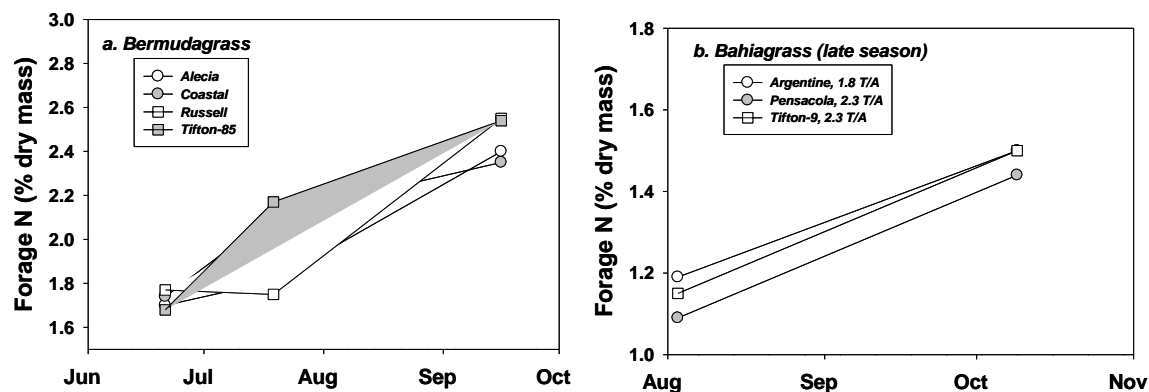 a. Bermudagrass
Alecia
Coastal
Russell
Tifton-85
Forage N (% dry mass)
3.0
2.8
2.6
2.4
2.2
2.0
1.8
1.6
Jun Jul Aug Sep Oct
b. Bahiagrass (late season)
Argentine, 1.8 T/A
Pensacola, 2.3 T/A
Tifton-9, 2.3 T/A
Forage N (% dry mass)
1.8
1.6
1.4
1.2
1.0
Aug Sep Oct Nov